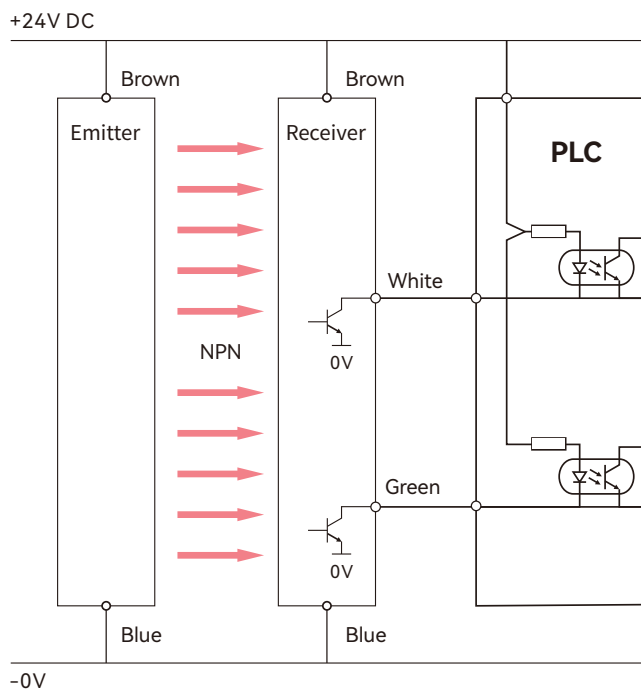 +24V DC
Brown
Brown
Emitter
Receiver
PLC
White
NPN
0V
Green
0V
Blue
Blue
-0V